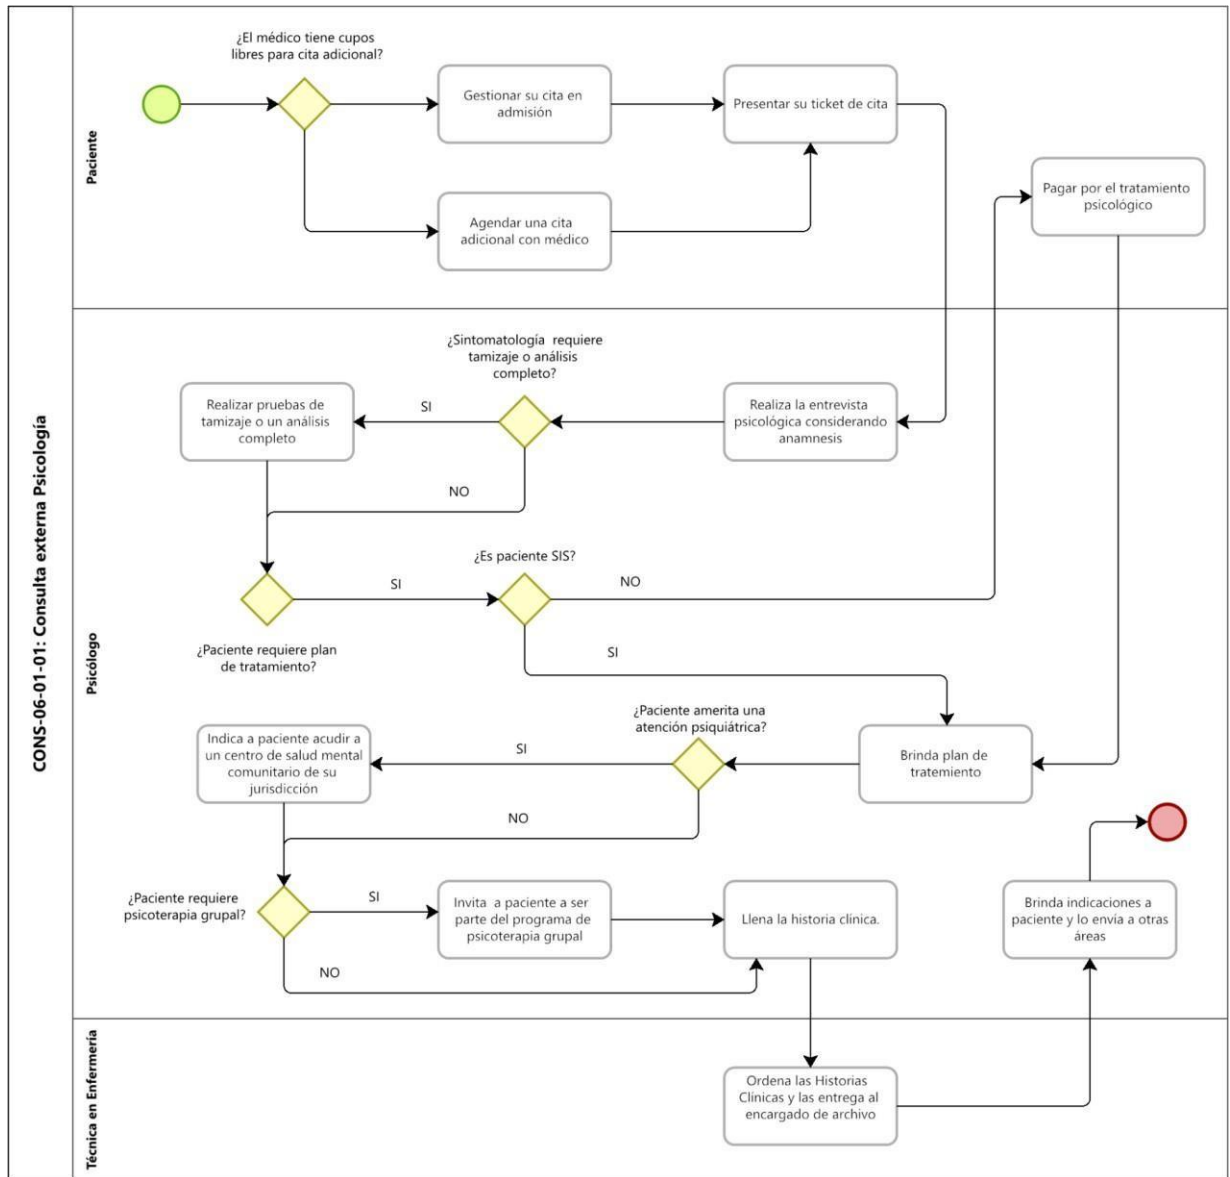 CONS-06-01-01: Consulta externa Psicología
Paciente
¿El médico tiene cupos
libres para cita adicional?
Gestionar su cita en
admisión
Presentar su ticket de cita
Agendar una cita
adicional con médico
Pagar por el tratamiento
psicológico
Psicólogo
¿Sintomatología requiere
tamizaje o análisis
completo?
Realizar pruebas de
tamizaje o un análisis
completo
SI
Realiza la entrevista
psicológica considerando
anamnesis
NO
¿Es paciente SIS?
SI
NO
¿Paciente requiere plan
de tratamiento?
SI
¿Paciente amerita una
atención psiquiátrica?
Indica a paciente acudir a
un centro de salud mental
comunitario de su
jurisdicción
SI
Brinda plan de
tratemiento
NO
¿Paciente requiere
psicoterapia grupal?
SI
Invita a paciente a ser
parte del programa de
psicoterapia grupal
Llena la historia clínica.
Brinda indicaciones a
paciente y lo envía a otras
áreas
NO
Técnica en Enfermería
Ordena las Historias
Clínicas y las entrega al
encargado de archivo